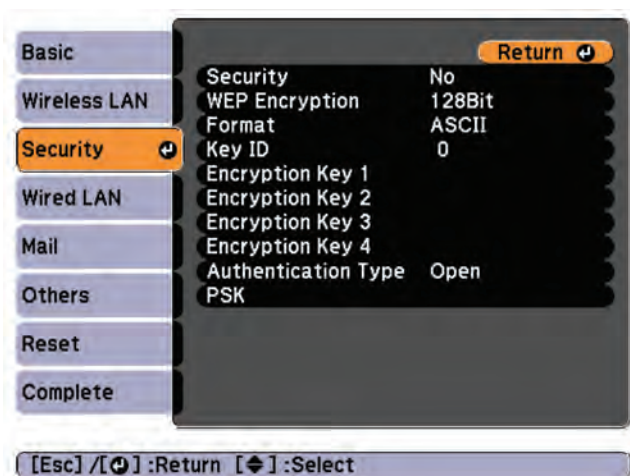 Basic
Wireless LAN
Security
Wired LAN
Mail
Others
Reset
Complete
Return
Security No
WEP Encryption 128Bit
Format ASCII
Key ID 0
Encryption Key 1
Encryption Key 2
Encryption Key 3
Encryption Key 4
Authentication Type Open
PSK
[Esc] /[⏎] :Return [◆] :Select